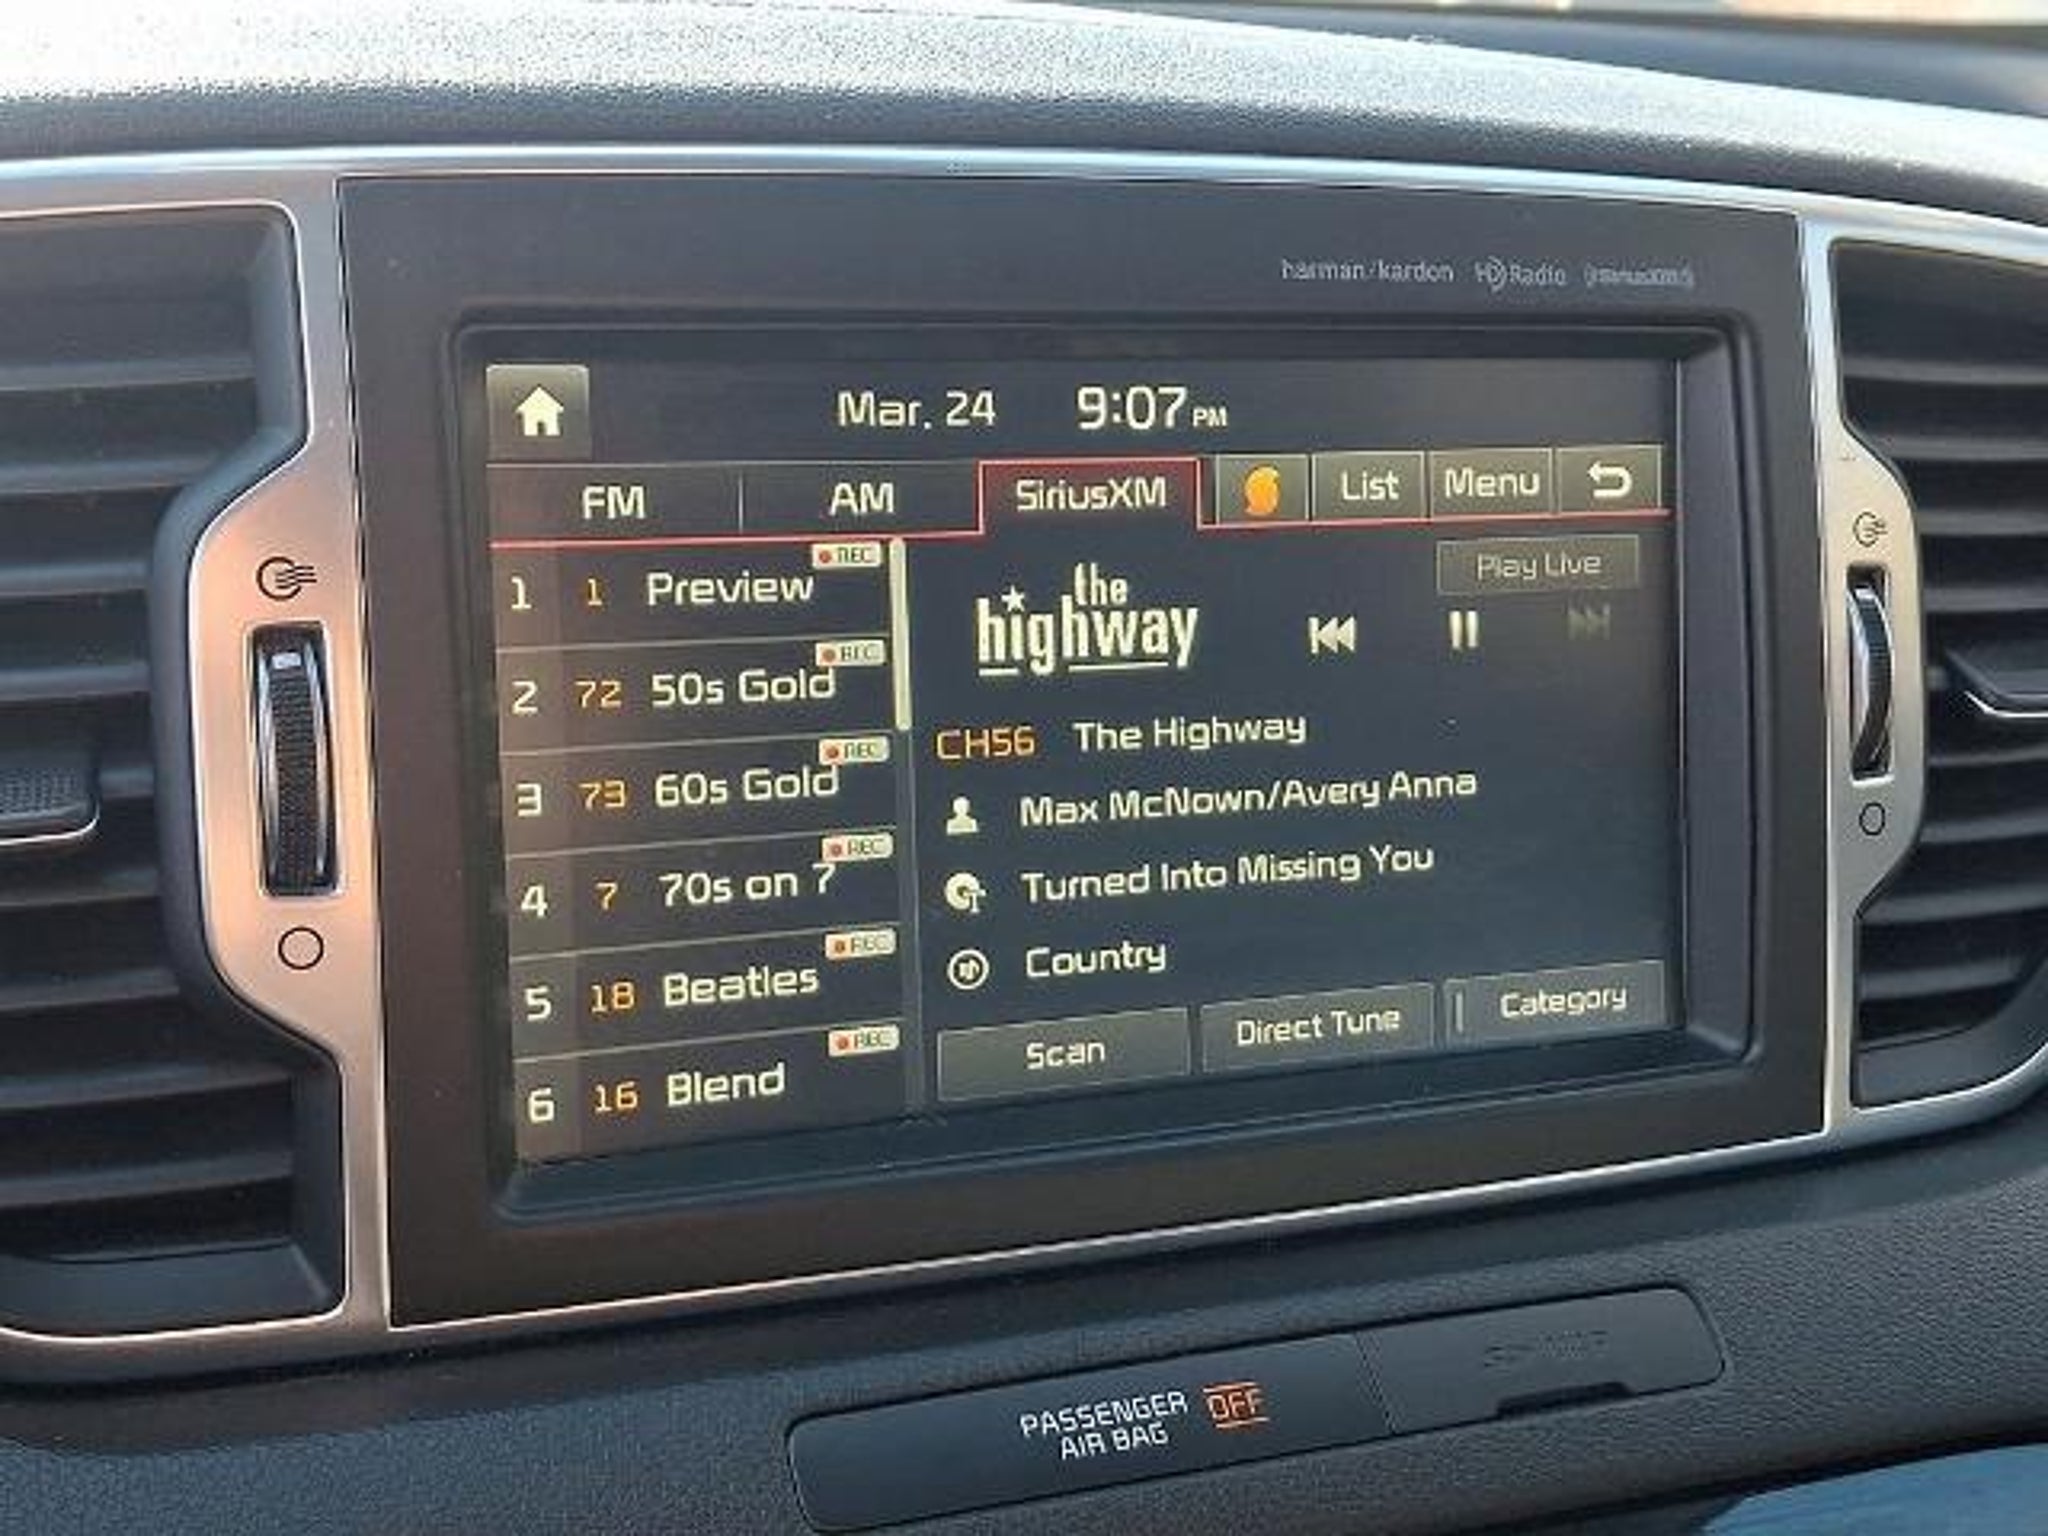 harman/kardon HD Radio SiriusXM
Mar. 24 9:07 PM
FM AM SiriusXM List Menu
1 1 Preview REC
2 72 50s Gold REC
3 73 60s Gold REC
4 7 70s on 7 REC
5 18 Beatles REC
6 16 Blend REC
the
highway
Play Live
CH56 The Highway
Max McNown/Avery Anna
Turned Into Missing You
Country
Scan Direct Tune Category
PASSENGER OFF
AIR BAG